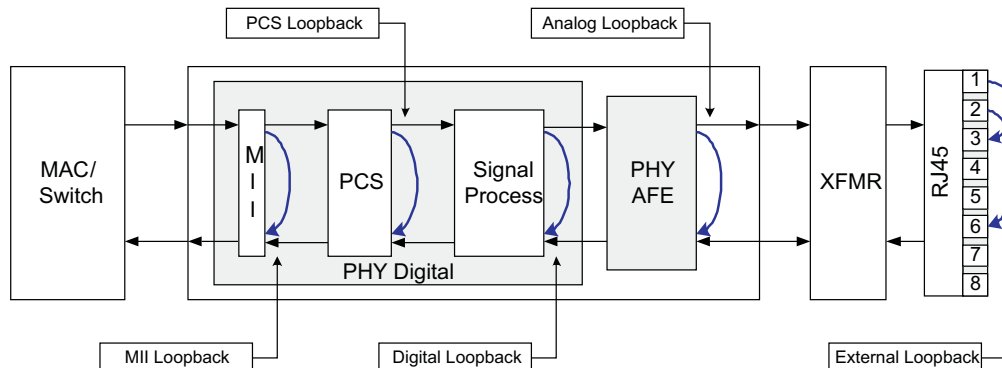 PCS Loopback
Analog Loopback
MAC/
Switch
M
I
I
PCS
Signal
Process
PHY Digital
PHY
AFE
XFMR
RJ45
1
2
3
4
5
6
7
8
MII Loopback
Digital Loopback
External Loopback